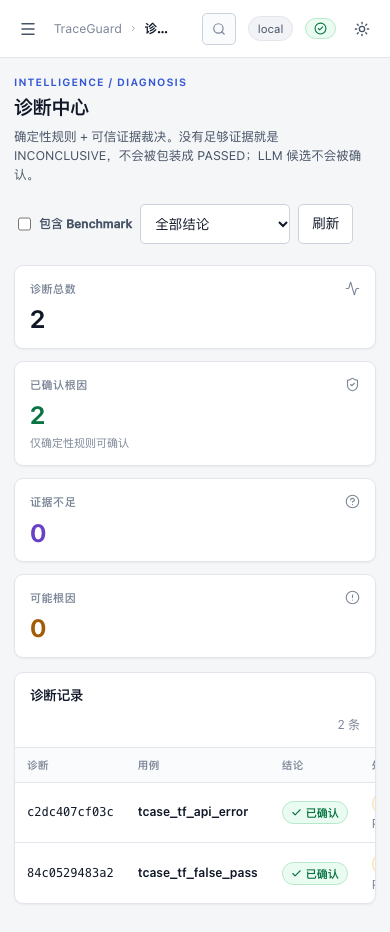 TraceGuard › 诊... local
INTELLIGENCE / DIAGNOSIS
诊断中心
确定性规则 + 可信证据裁决。没有足够证据就是
INCONCLUSIVE，不会被包装成 PASSED；LLM 候选不会被确
认。
包含 Benchmark 全部结论 刷新
诊断总数
2
已确认根因
2
仅确定性规则可确认
证据不足
0
可能根因
0
诊断记录
2 条
诊断 用例 结论
c2dc407cf03c tcase_tf_api_error 已确认
84c0529483a2 tcase_tf_false_pass 已确认